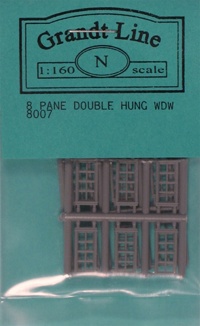 Grandt Line
1:160 N scale
8 PANE DOUBLE HUNG WDW
8007